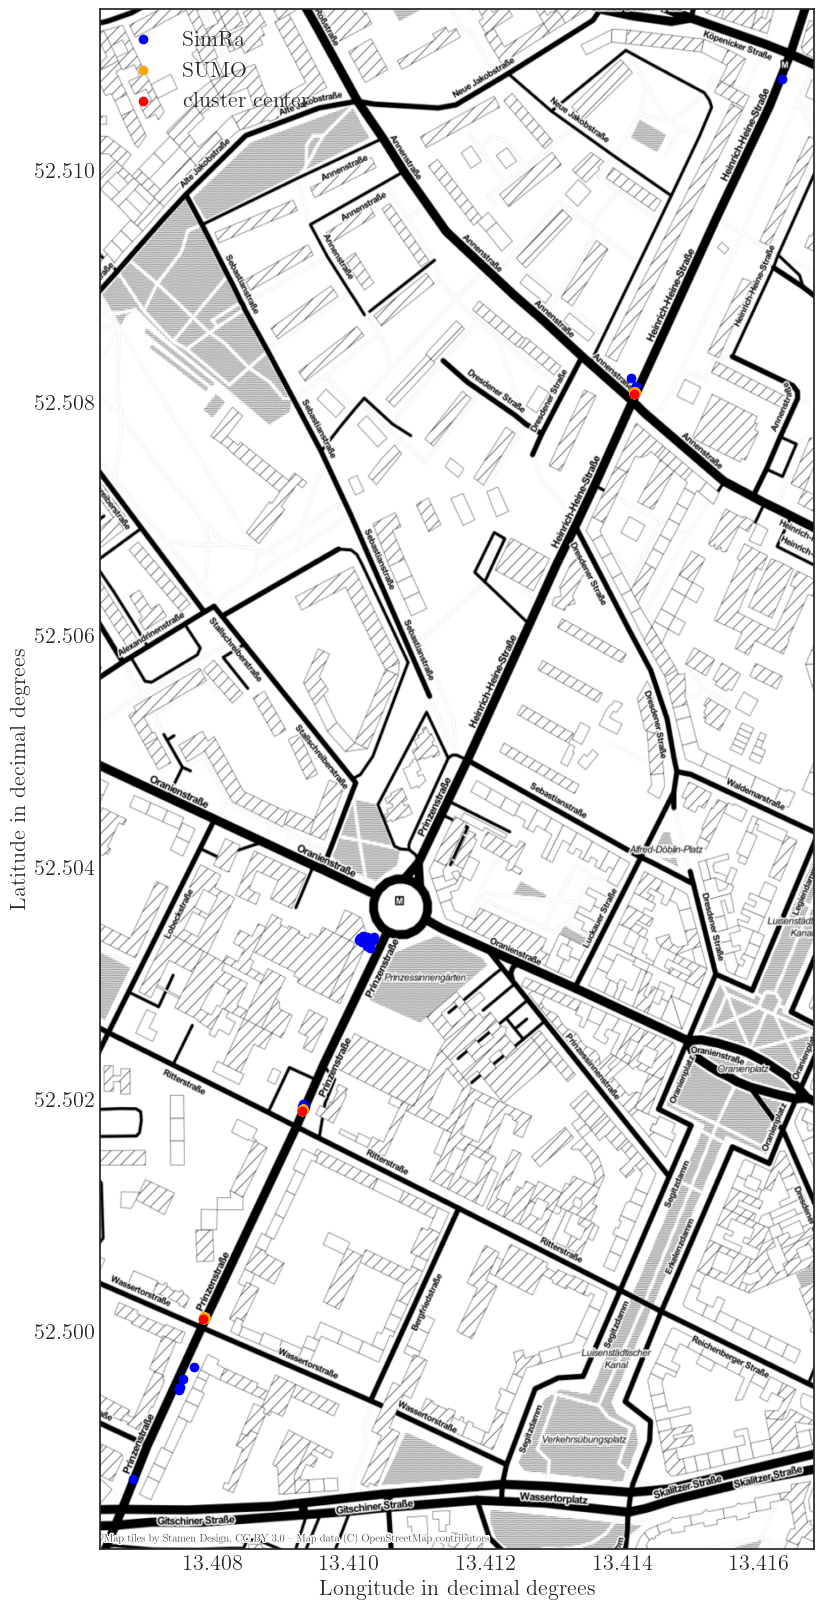 SimRa
SUMO
cluster center
Roßstraße
Köpenicker Straße
M
Neue Jakobstraße
Alte Jakobstraße
Neue Jakobstraße
Heinrich-Heine-Straße
Alte Jakobstraße
Annenstraße
Annenstraße
52.510
Annenstraße
Annenstraße
Annenstraße
Heinrich-Heine-Straße
Heinrich-Heine-Straße
Sebastianstraße
Annenstraße
Annenstraße
Dresdener Straße
Dresdener Straße
52.508
Annenstraße
Sebastianstraße
Annenstraße
Heinrich-Heine-Straße
Heinrich-
Heinrich-
Sebastianstraße
Dresdener Straße
Alexandrinenstraße
Stallschreiberstraße
52.506
Sebastianstraße
Heinrich-Heine-Straße
Dresdener Straße
Stallschreiberstraße
Oranienstraße
Prinzenstraße
Sebastianstraße
Waldemarstraße
Oranienstraße
Alfred-Döblin-Platz
52.504
Legiendamm
M
Lobeckstraße
Luckauer Straße
Dresdener Straße
Luisenstädt
Kanal
Oranienstraße
Prinzenstraße
Prinzessinnengärten
Prinzenstraße
Prinzessinnenstraße
Oranienstraße
Oranienplatz
Oranienplatz
Oranienplatz
Ritterstraße
52.502
Oranienplatz
Ritterstraße
Segitzdamm
Dresdener
Erkelenzdamm
Ritterstraße
Prinzenstraße
Wassertorstraße
Bergfriedstraße
Segitzdamm
52.500
Reichenberger Straße
Luisenstädtischer
Kanal
Wassertorstraße
Wassertorstraße
Segitzdamm
Prinzenstraße
Verkehrsübungsplatz
Skalitzer Straße
Skalitzer Straße
Wassertorplatz
Gitschiner Straße
Gitschiner Straße
Map tiles by Stamen Design, CC BY 3.0 – Map data (C) OpenStreetMap contributors
13.408
13.410
13.412
13.414
13.416
Longitude in decimal degrees
Latitude in decimal degrees